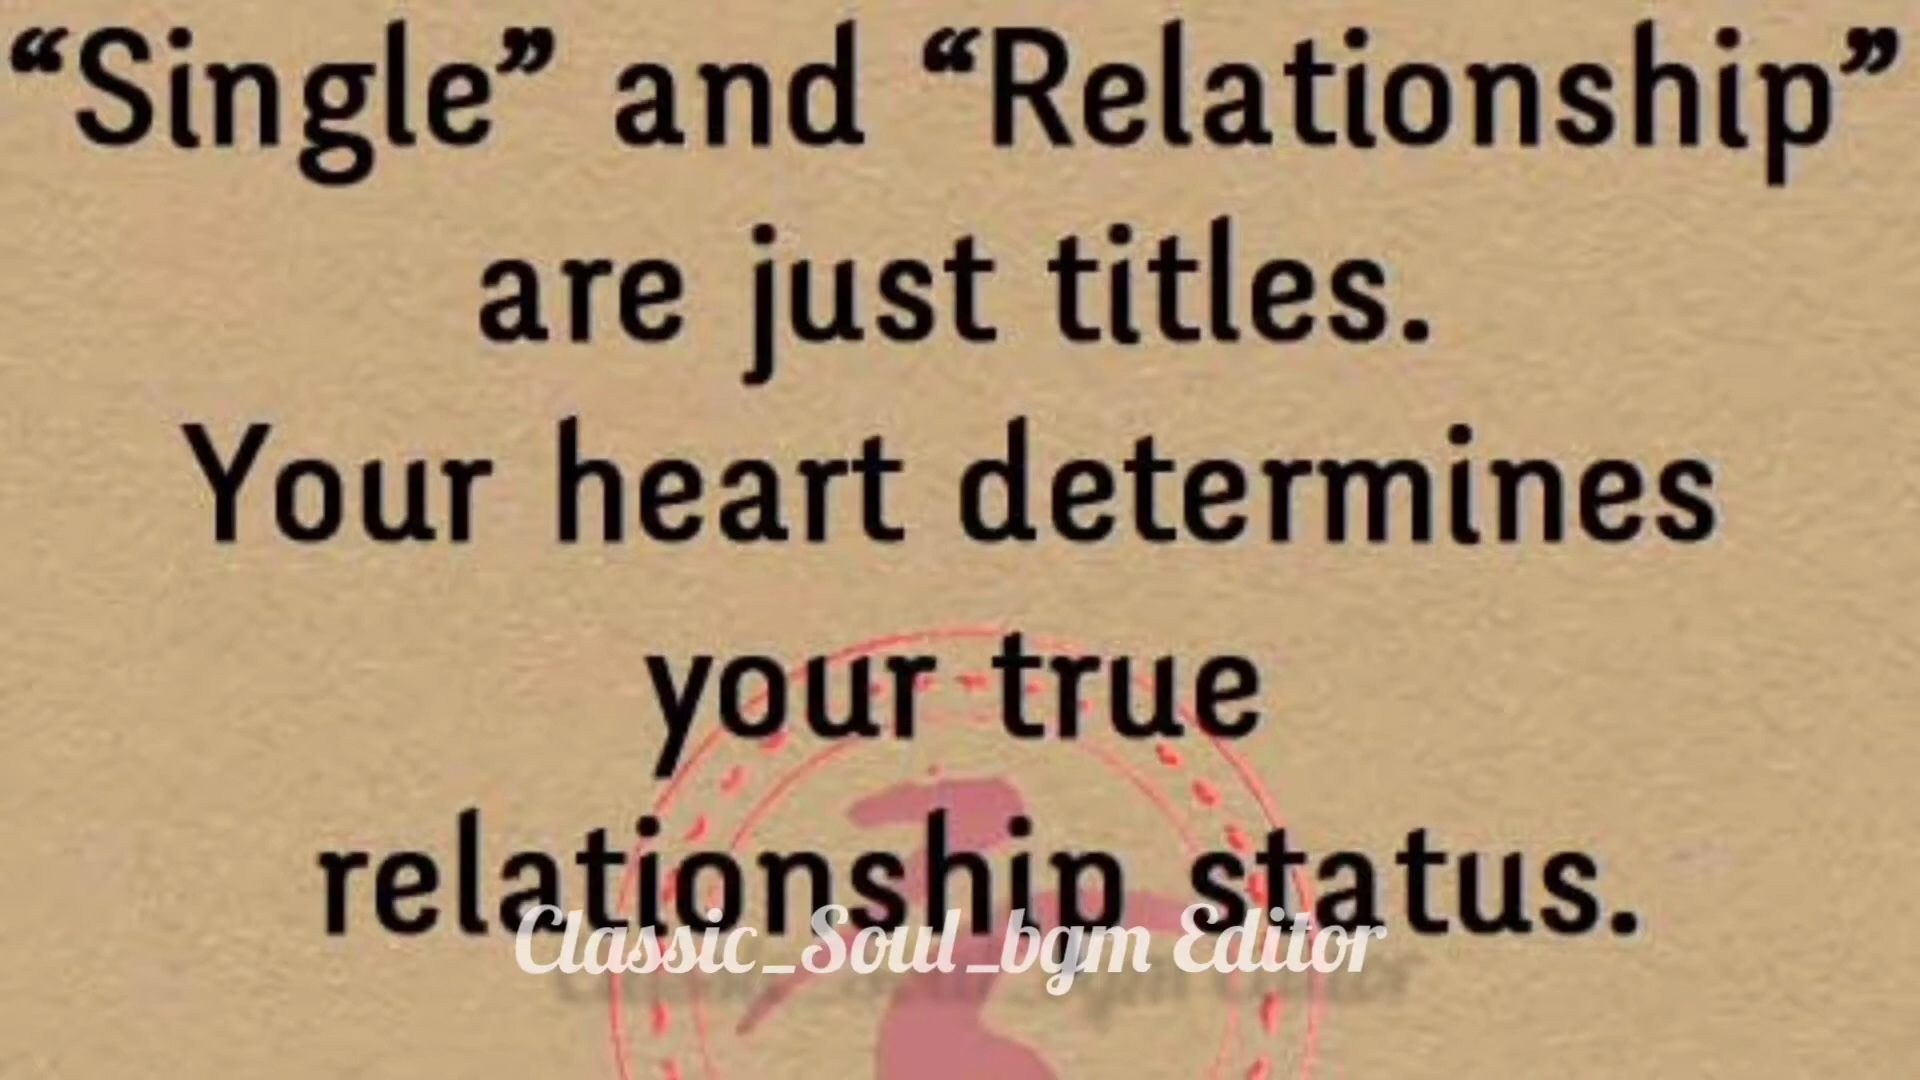 “Single” and “Relationship”
are just titles.
Your heart determines
your true
relationship status.
Classic_Soul_bgm Editor